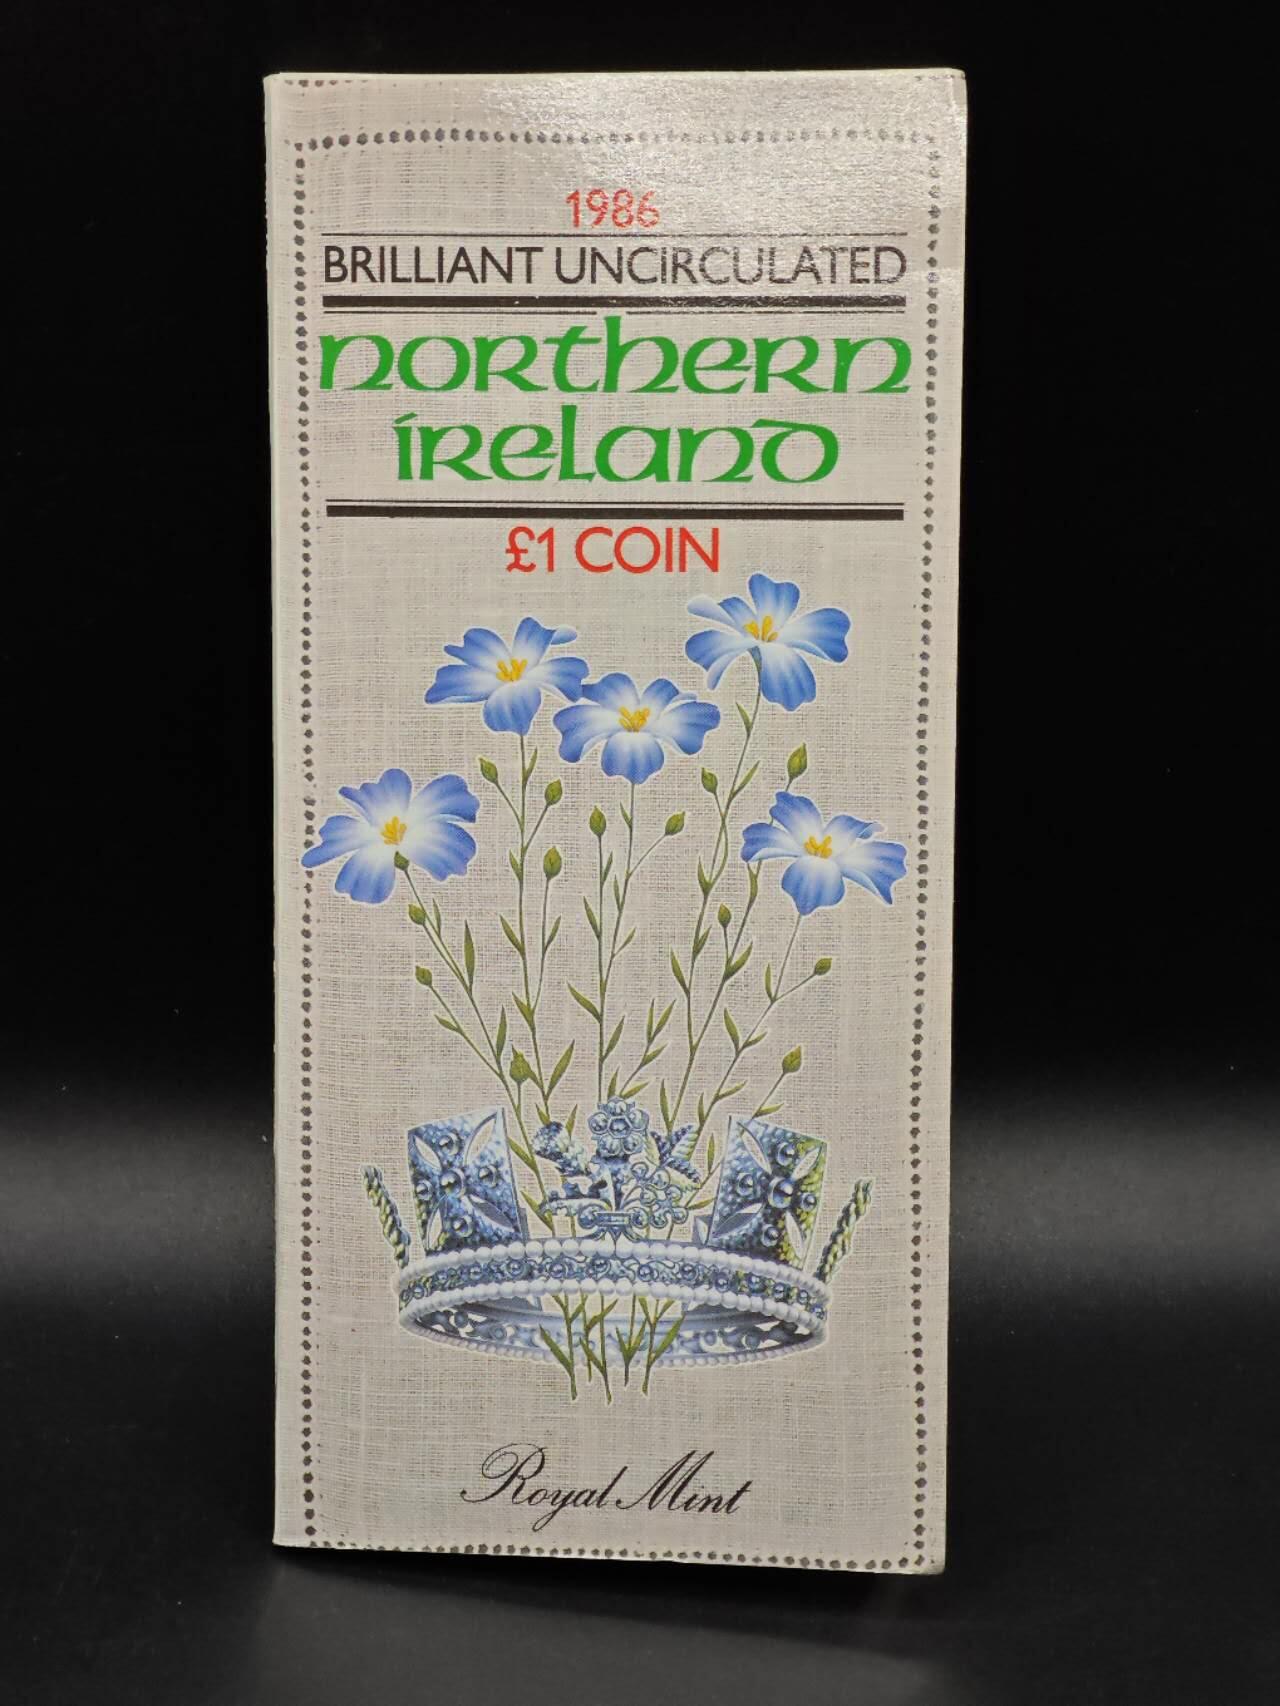 1986
BRILLIANT UNCIRCULATED
northern
ireland
£1 COIN
Royal Mint